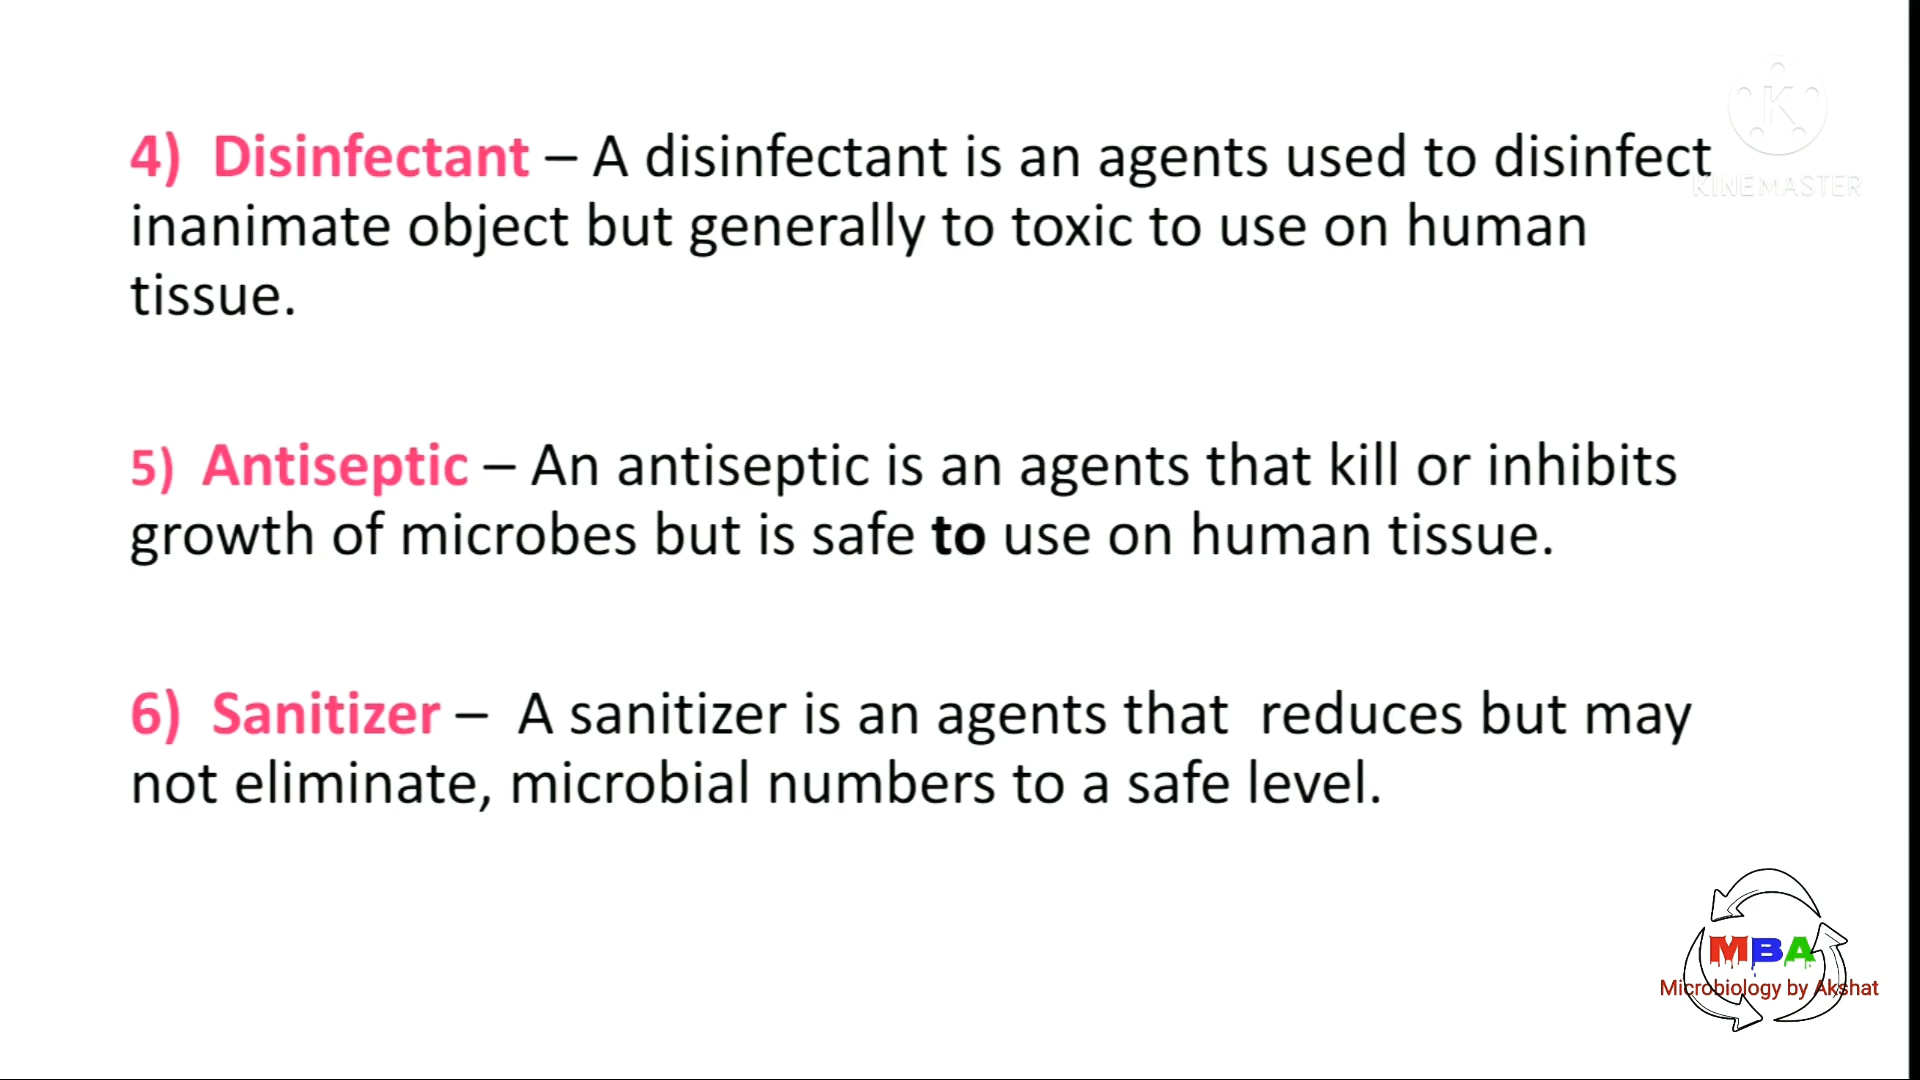 4) Disinfectant – A disinfectant is an agents used to disinfect
inanimate object but generally to toxic to use on human
tissue.
5) Antiseptic – An antiseptic is an agents that kill or inhibits
growth of microbes but is safe to use on human tissue.
6) Sanitizer – A sanitizer is an agents that reduces but may
not eliminate, microbial numbers to a safe level.
K
KINEMASTER
MBA
Microbiology by Akshat